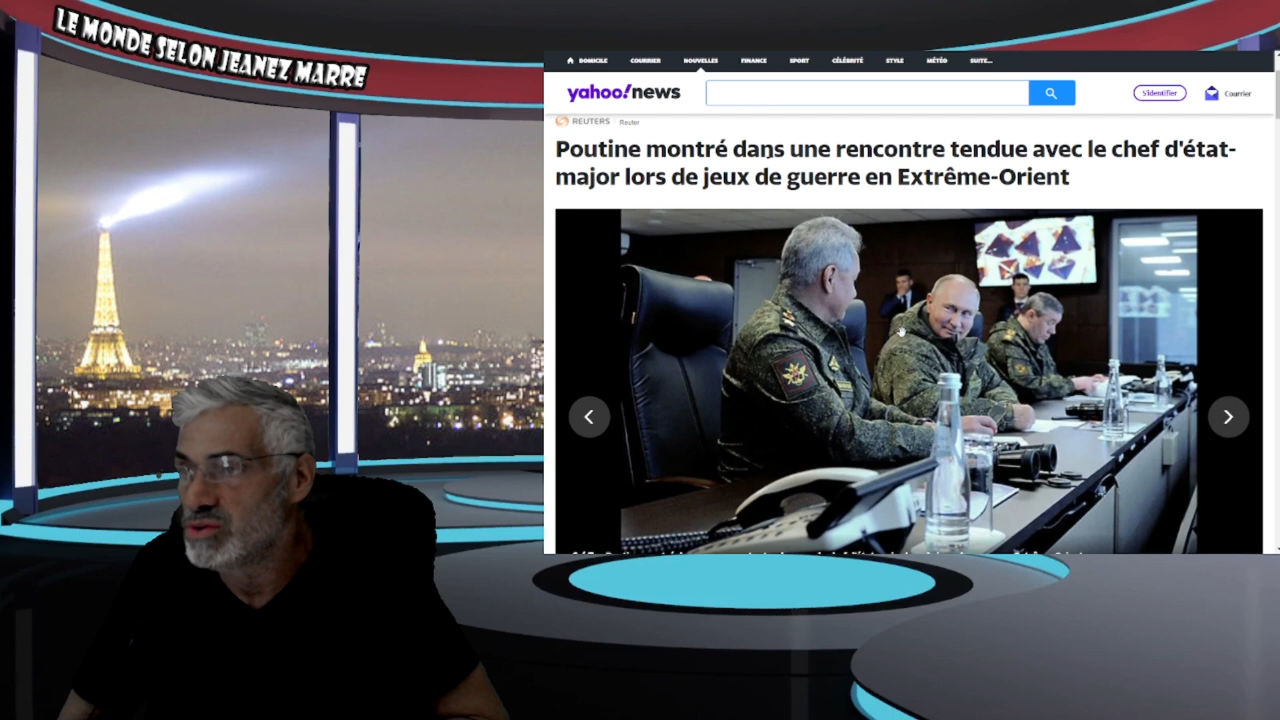 LE MONDE SELON JEANEZ MARRE
DOMICILE COURRIER NOUVELLES FINANCE SPORT CÉLÉBRITÉ STYLE MÉTÉO SUITE...
yahoo!news
S'identifier
Courrier
REUTERS Reuter
Poutine montré dans une rencontre tendue avec le chef d'état-
major lors de jeux de guerre en Extrême-Orient